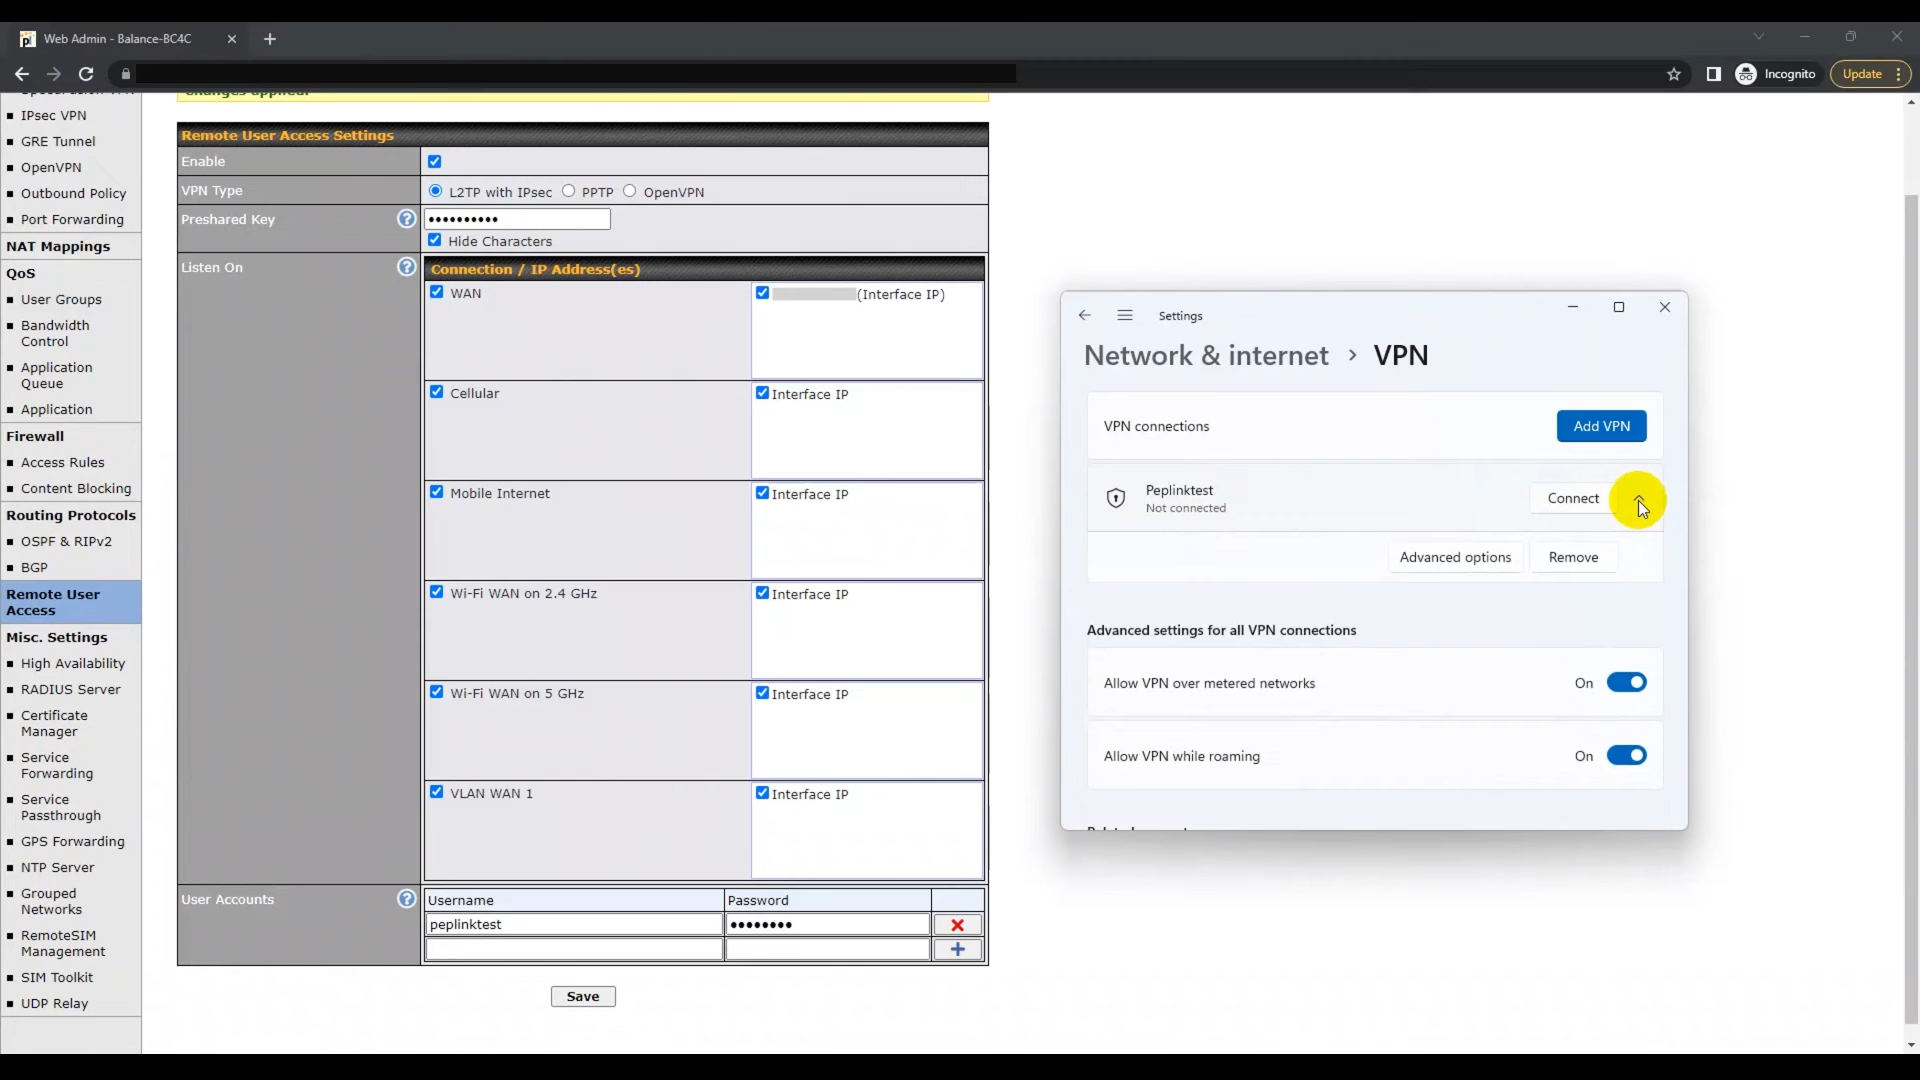 Web Admin - Balance-BC4C
Incognito
Update
IPsec VPN
GRE Tunnel
OpenVPN
Outbound Policy
Port Forwarding
NAT Mappings
QoS
User Groups
Bandwidth
Control
Application
Queue
Application
Firewall
Access Rules
Content Blocking
Routing Protocols
OSPF & RIPv2
BGP
Remote User
Access
Misc. Settings
High Availability
RADIUS Server
Certificate
Manager
Service
Forwarding
Service
Passthrough
GPS Forwarding
NTP Server
Grouped
Networks
RemoteSIM
Management
SIM Toolkit
UDP Relay
Changes applied.
Remote User Access Settings
Enable
VPN Type
L2TP with IPsec PPTP OpenVPN
Preshared Key
••••••••••
Hide Characters
Listen On
Connection / IP Address(es)
WAN (Interface IP)
Cellular Interface IP
Mobile Internet Interface IP
Wi-Fi WAN on 2.4 GHz Interface IP
Wi-Fi WAN on 5 GHz Interface IP
VLAN WAN 1 Interface IP
User Accounts
Username Password
peplinktest ••••••••
Save
Settings
Network & internet > VPN
VPN connections
Add VPN
Peplinktest
Not connected
Connect
Advanced options
Remove
Advanced settings for all VPN connections
Allow VPN over metered networks On
Allow VPN while roaming On